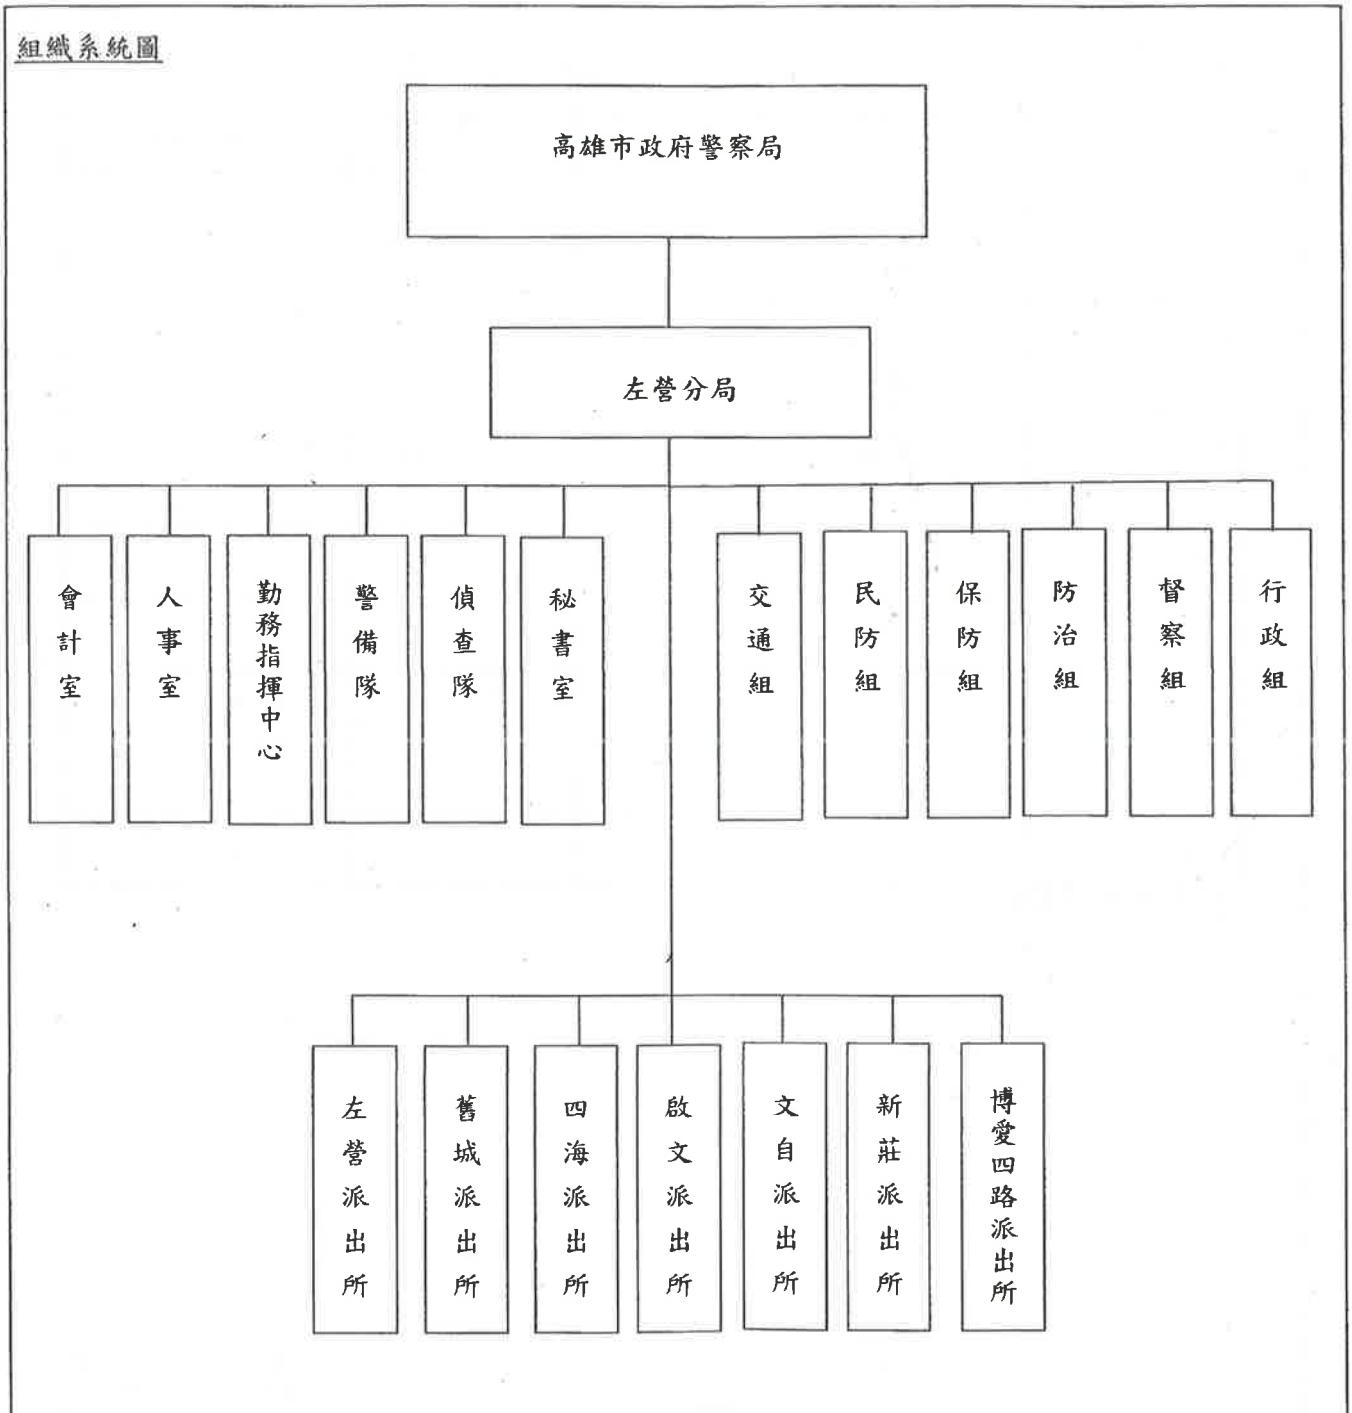 組織系統圖
高雄市政府警察局
左營分局
會計室
人事室
勤務指揮中心
警備隊
偵查隊
秘書室
交通組
民防組
保防組
防治組
督察組
行政組
左營派出所
舊城派出所
四海派出所
啟文派出所
文自派出所
新莊派出所
博愛四路派出所